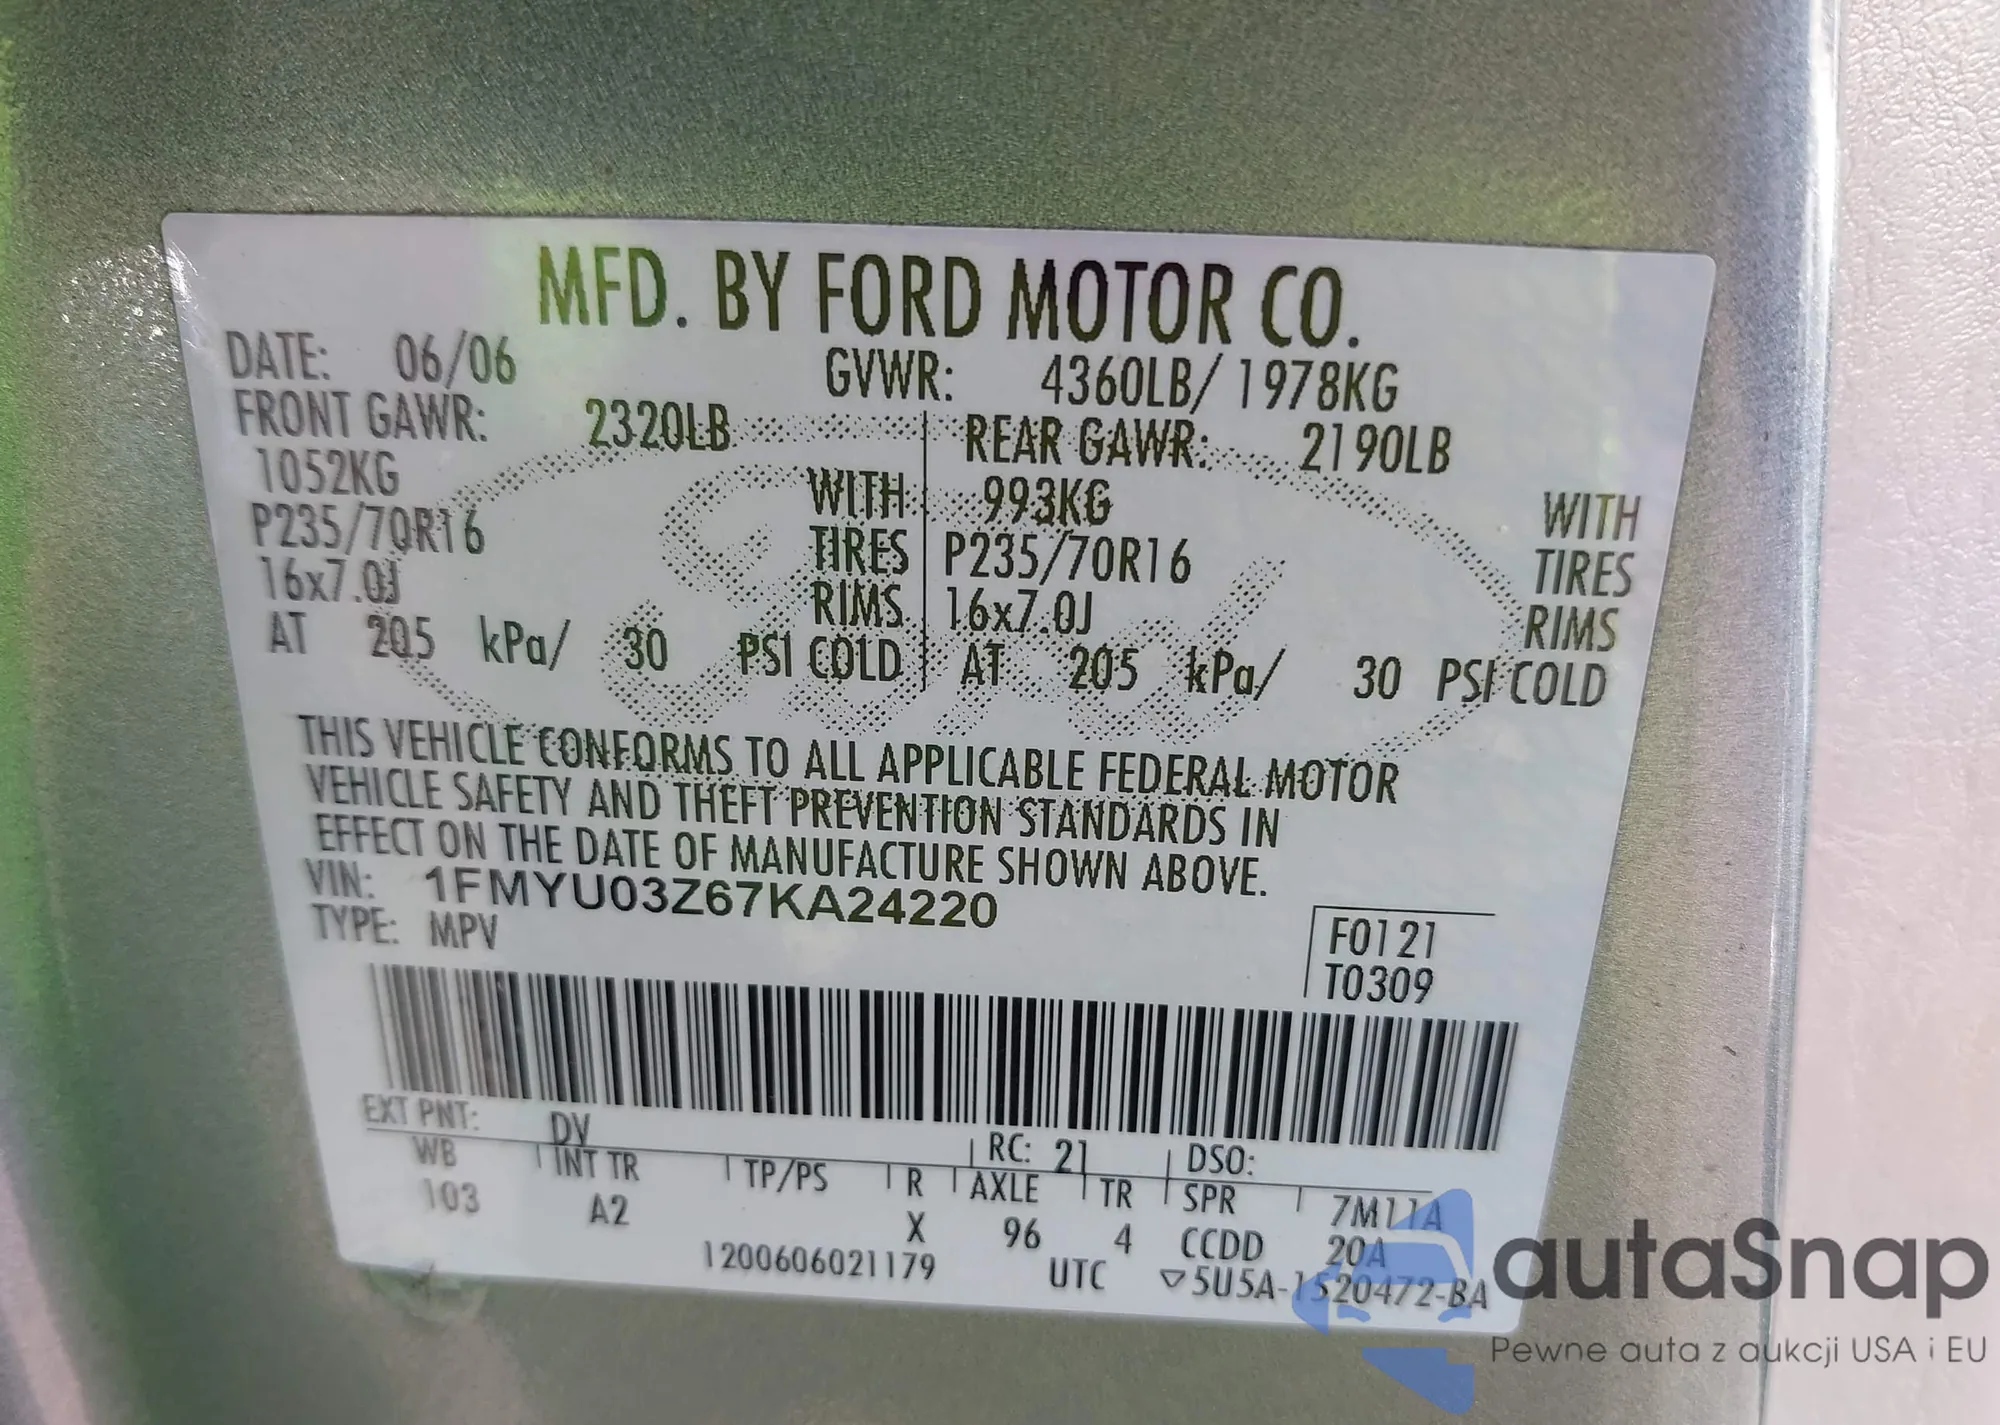 MFD. BY FORD MOTOR CO.
DATE: 06/06 GVWR: 4360LB/ 1978KG
FRONT GAWR: 2320LB REAR GAWR: 2190LB
1052KG WITH 993KG WITH
P235/70R16 TIRES P235/70R16 TIRES
16x7.0J RIMS 16x7.0J RIMS
AT 205 kPa/ 30 PSI COLD AT 205 kPa/ 30 PSI COLD
THIS VEHICLE CONFORMS TO ALL APPLICABLE FEDERAL MOTOR
VEHICLE SAFETY AND THEFT PREVENTION STANDARDS IN
EFFECT ON THE DATE OF MANUFACTURE SHOWN ABOVE.
VIN: 1FMYU03Z67KA24220
TYPE: MPV
F0121
T0309
EXT PNT: DV RC: 21 DSO:
WB INT TR TP/PS R AXLE TR SPR 7M11A
103 A2 X 96 4 CCDD 20A
1200606021179 UTC ▽5U5A-1520472-BA
Ford
autaSnap
Pewne auta z aukcji USA i EU